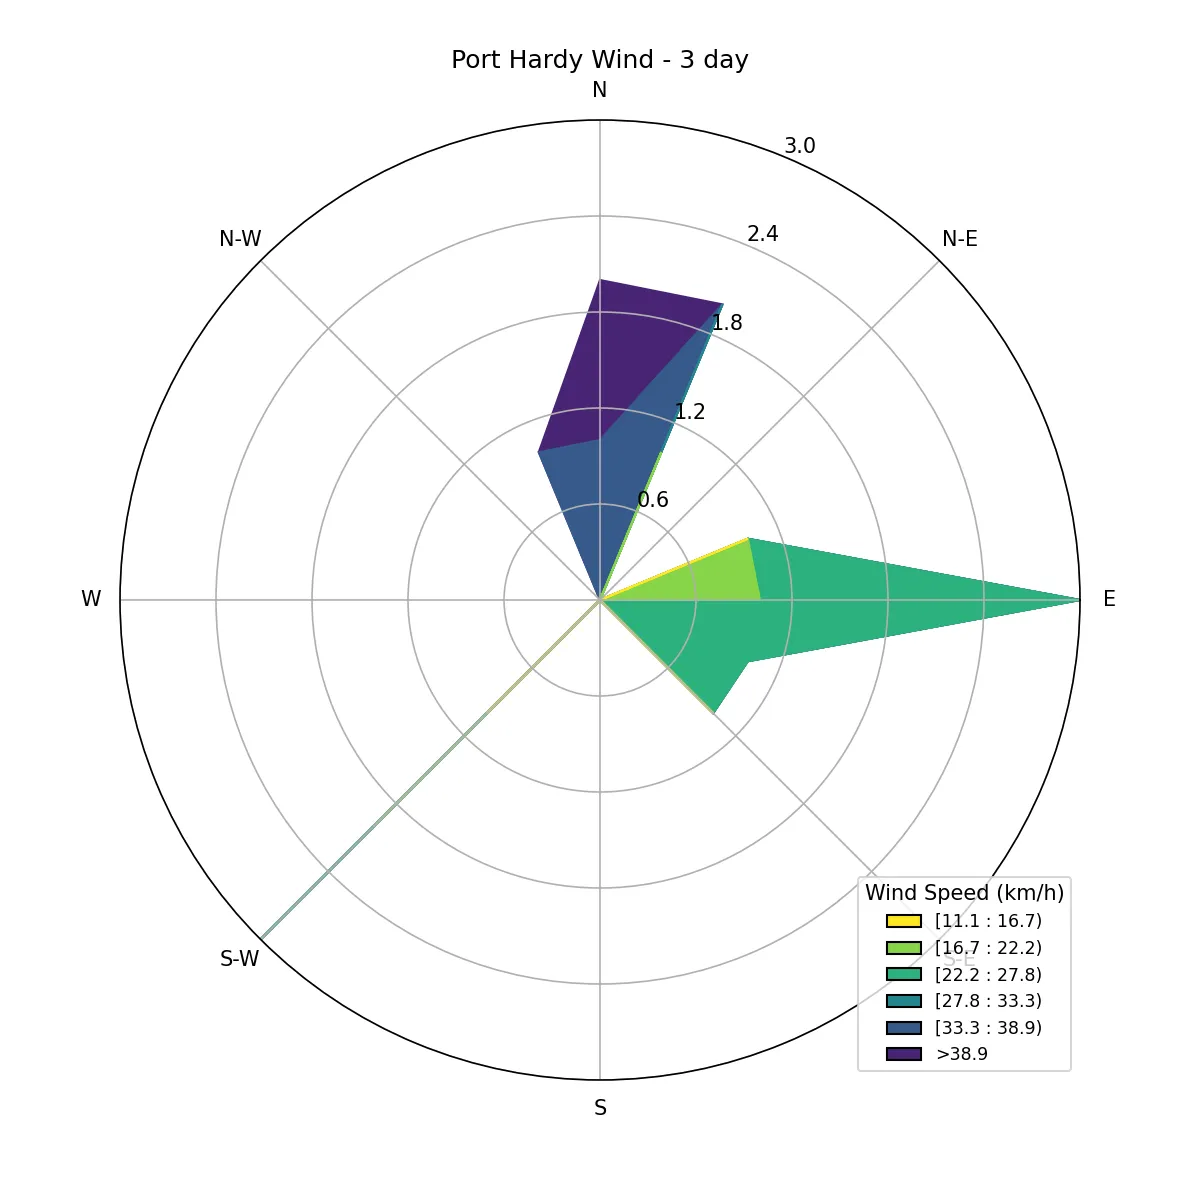 Port Hardy Wind - 3 day
N
3.0
2.4
N-W
N-E
1.8
1.2
0.6
W
E
S-W
S-E
Wind Speed (km/h)
[11.1 : 16.7)
[16.7 : 22.2)
[22.2 : 27.8)
[27.8 : 33.3)
[33.3 : 38.9)
>38.9
S